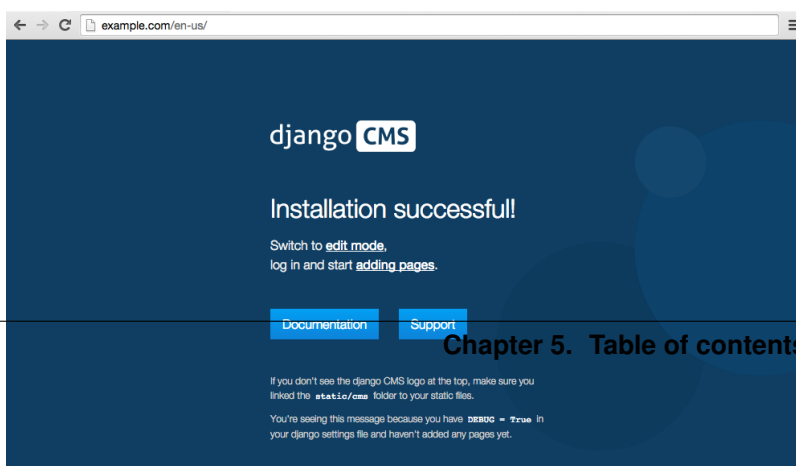 example.com/en-us/
django CMS
Installation successful!
Switch to edit mode,
log in and start adding pages.
Documentation Support
Chapter 5. Table of contents
If you don't see the django CMS logo at the top, make sure you
linked the static/cms folder to your static files.
You're seeing this message because you have DEBUG = True in
your django settings file and haven't added any pages yet.